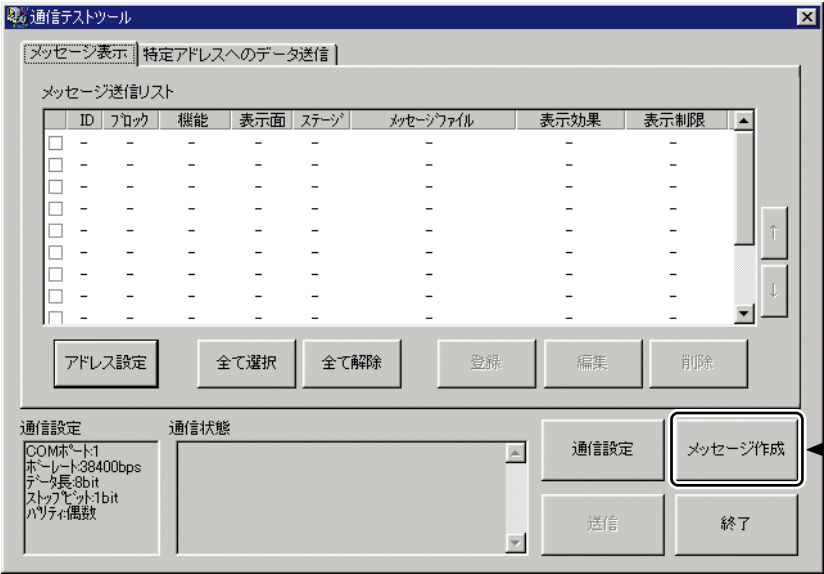 通信テストツール
メッセージ表示 特定アドレスへのデータ送信
メッセージ送信リスト
ID ブロック 機能 表示面 ステージ メッセージファイル 表示効果 表示制限
- - - - - - - -
- - - - - - - -
- - - - - - - -
- - - - - - - -
- - - - - - - -
- - - - - - - -
- - - - - - - -
- - - - - - - -
- - - - - - - -
↑
↓
アドレス設定 全て選択 全て解除 登録 編集 削除
通信設定 通信状態
COMポート:1
ボーレート:38400bps
データ長:8bit
ストップビット:1bit
パリティ:偶数
通信設定 メッセージ作成
送信 終了